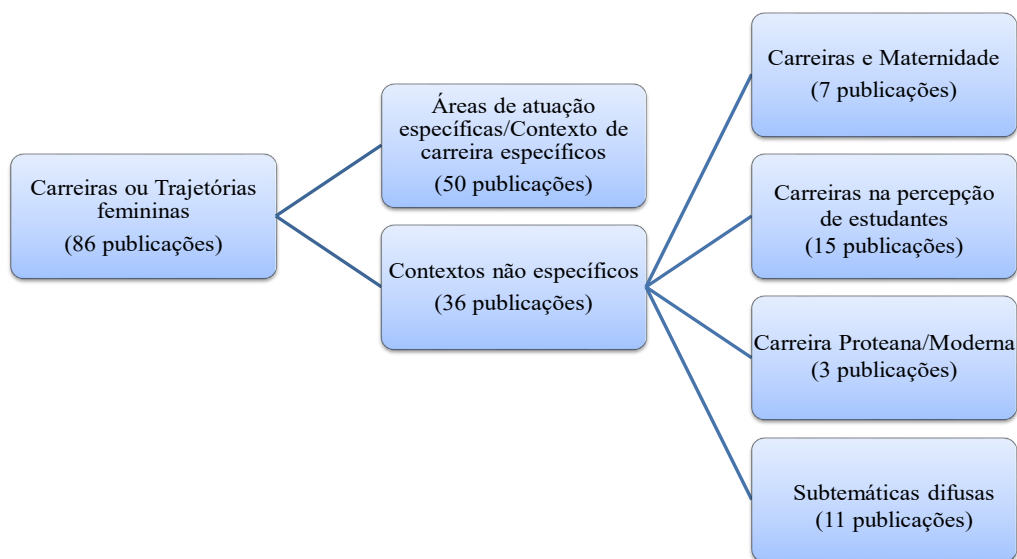 Carreiras ou Trajetórias
femininas
(86 publicações)
Áreas de atuação
específicas/Contexto de
carreira específicos
(50 publicações)
Contextos não específicos
(36 publicações)
Carreiras e Maternidade
(7 publicações)
Carreiras na percepção
de estudantes
(15 publicações)
Carreira Proteana/Moderna
(3 publicações)
Subtemáticas difusas
(11 publicações)